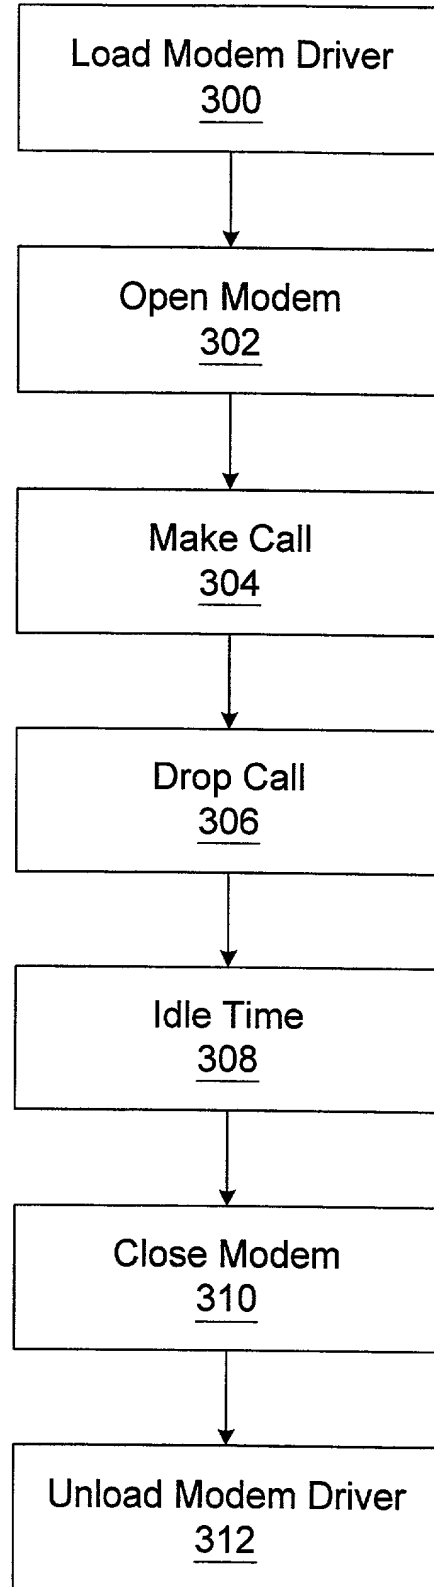 Load Modem Driver
300
Open Modem
302
Make Call
304
Drop Call
306
Idle Time
308
Close Modem
310
Unload Modem Driver
312